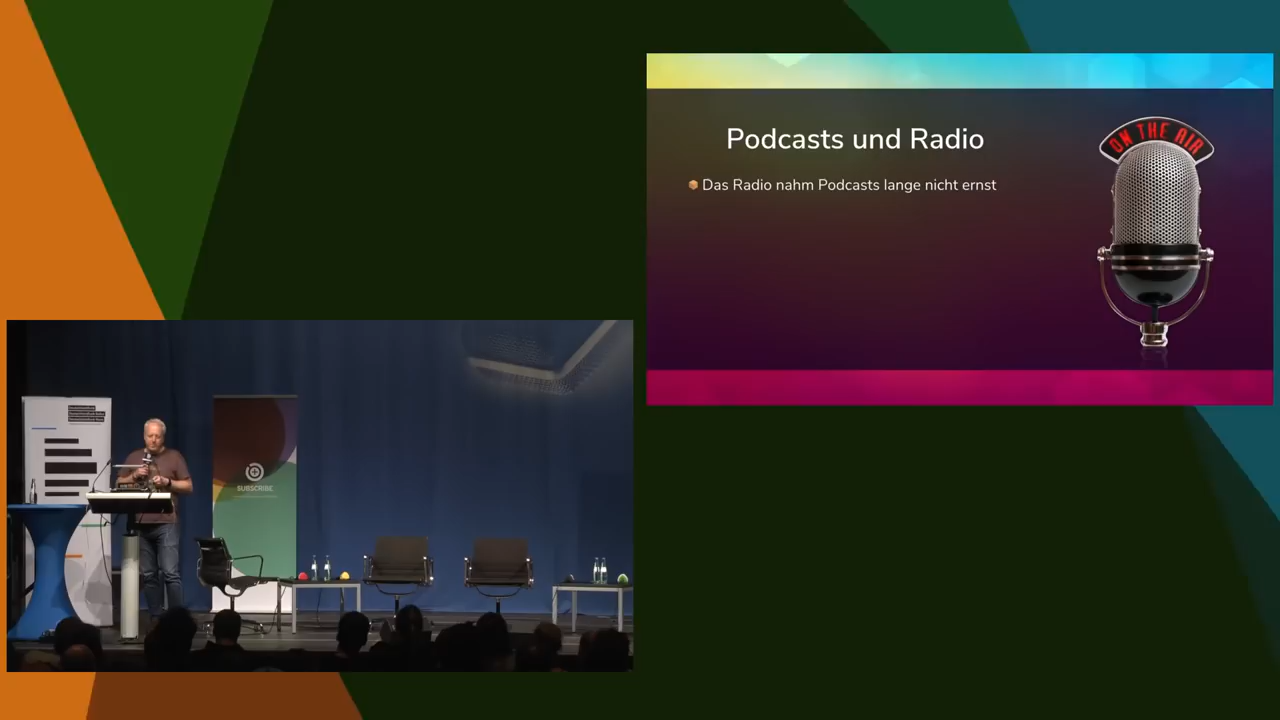 Podcasts und Radio
Das Radio nahm Podcasts lange nicht ernst
ON THE AIR
SUBSCRIBE